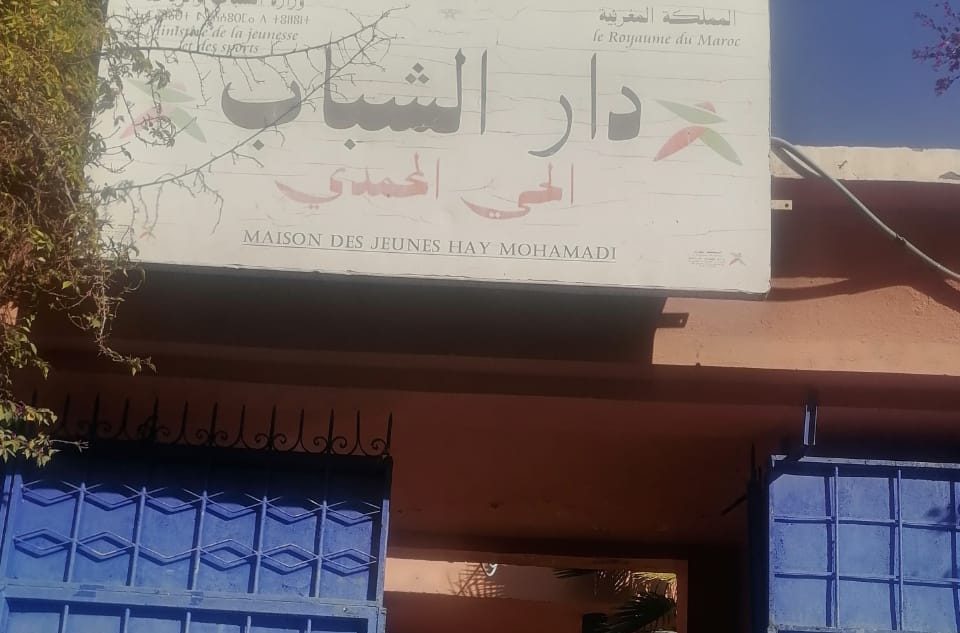 المملكة المغربية
le Royaume du Maroc
Ministère de la jeunesse
et des sports
دار الشباب
الحي المحمدي
MAISON DES JEUNES HAY MOHAMADI